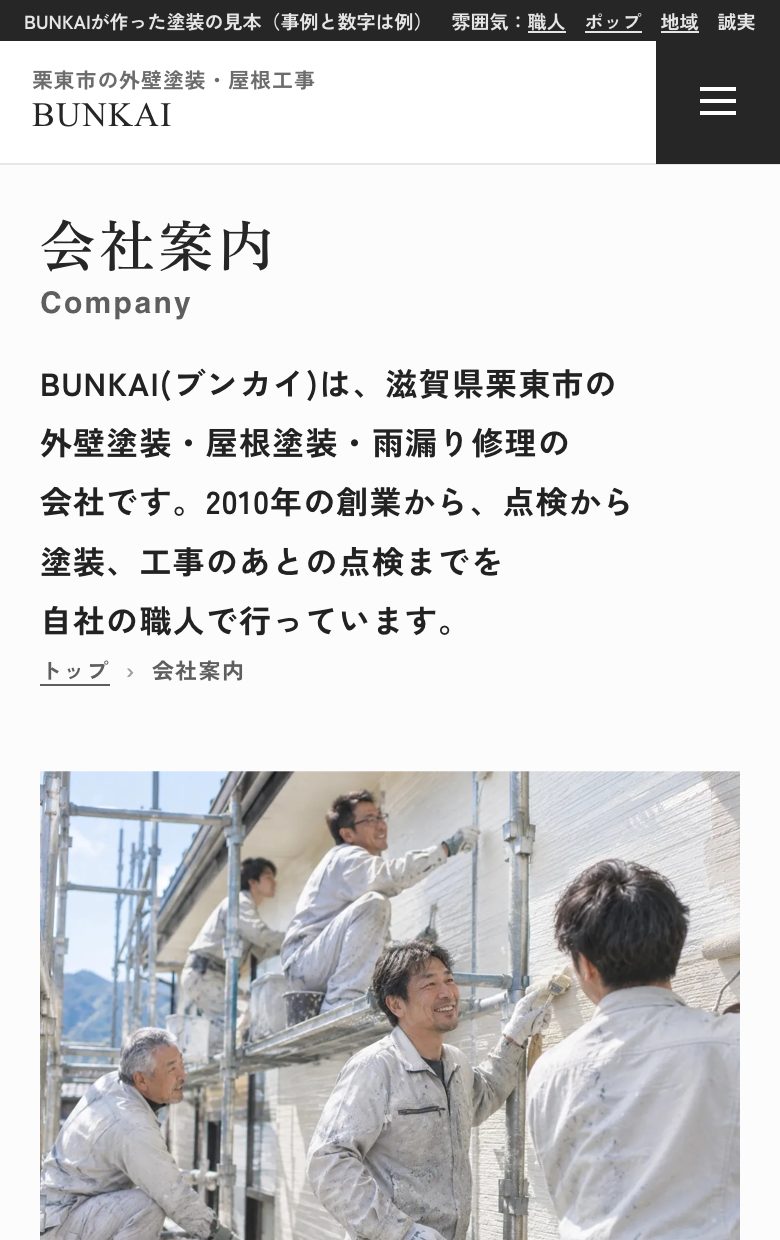 BUNKAIが作った塗装の見本（事例と数字は例） 雰囲気：職人 ポップ 地域 誠実
栗東市の外壁塗装・屋根工事
BUNKAI
会社案内
Company
BUNKAI(ブンカイ)は、滋賀県栗東市の
外壁塗装・屋根塗装・雨漏り修理の
会社です。2010年の創業から、点検から
塗装、工事のあとの点検までを
自社の職人で行っています。
トップ › 会社案内